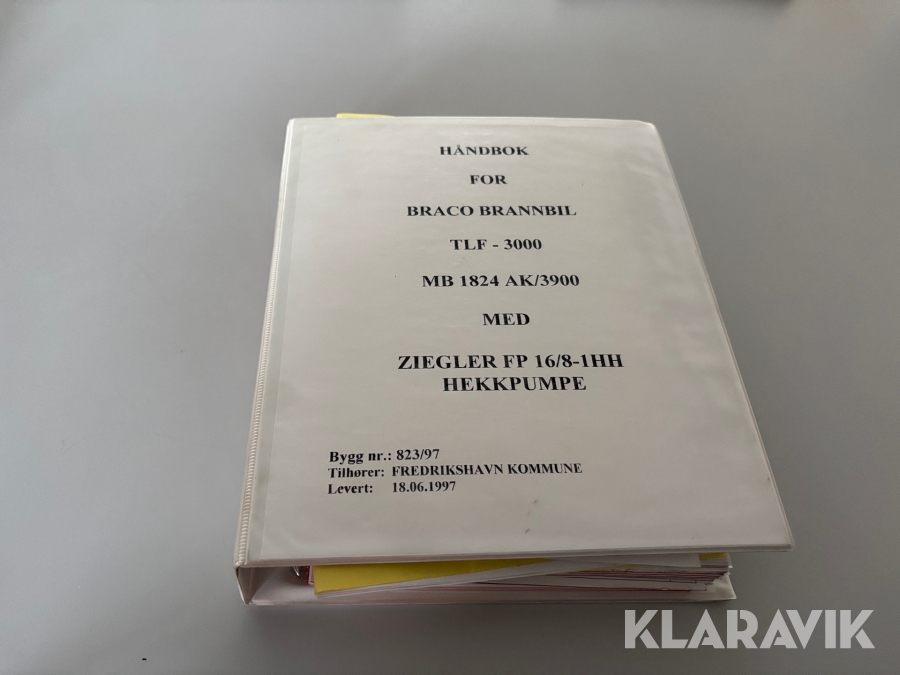 HÅNDBOK
FOR
BRACO BRANNBIL
TLF - 3000
MB 1824 AK/3900
MED
ZIEGLER FP 16/8-1HH
HEKKPUMPE
Bygg nr.: 823/97
Tilhører: FREDRIKSHAVN KOMMUNE
Levert: 18.06.1997
KLARAVIK